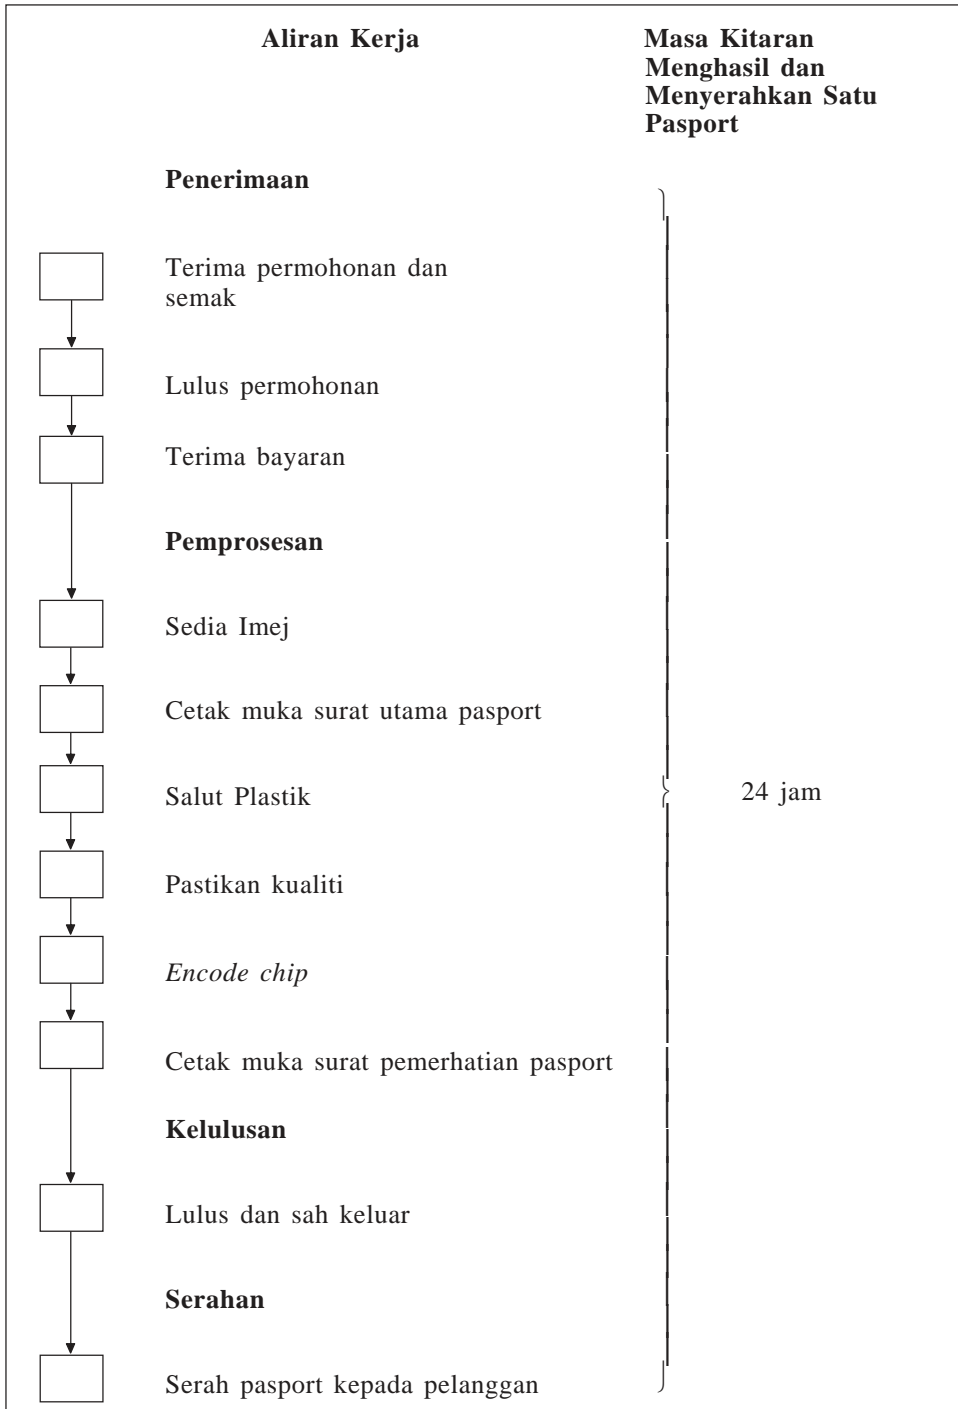 Aliran Kerja
Masa Kitaran
Menghasil dan
Menyerahkan Satu
Pasport
Penerimaan
Terima permohonan dan
semak
Lulus permohonan
Terima bayaran
Pemprosesan
Sedia Imej
Cetak muka surat utama pasport
Salut Plastik
24 jam
Pastikan kualiti
Encode chip
Cetak muka surat pemerhatian pasport
Kelulusan
Lulus dan sah keluar
Serahan
Serah pasport kepada pelanggan